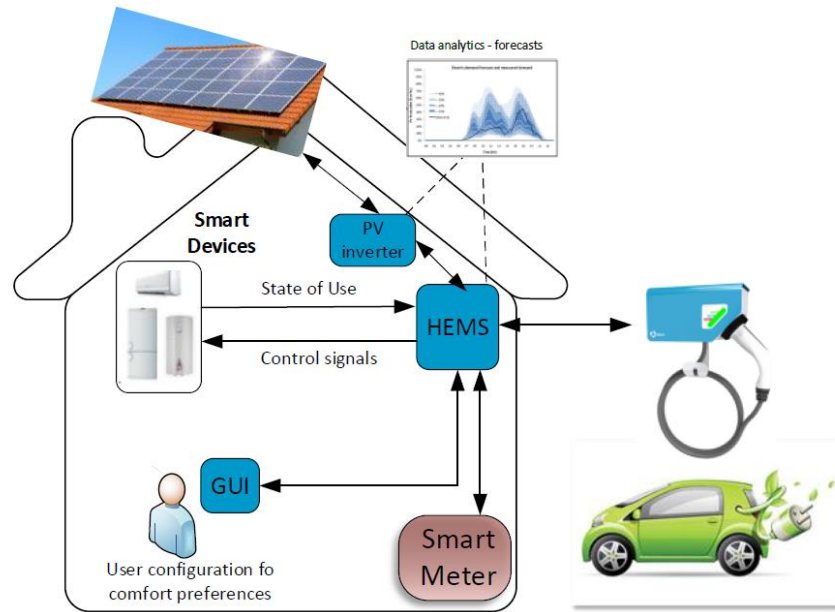 Data analytics - forecasts
Smart
Devices
PV
inverter
State of Use
HEMS
Control signals
GUI
Smart
Meter
User configuration fo
comfort preferences